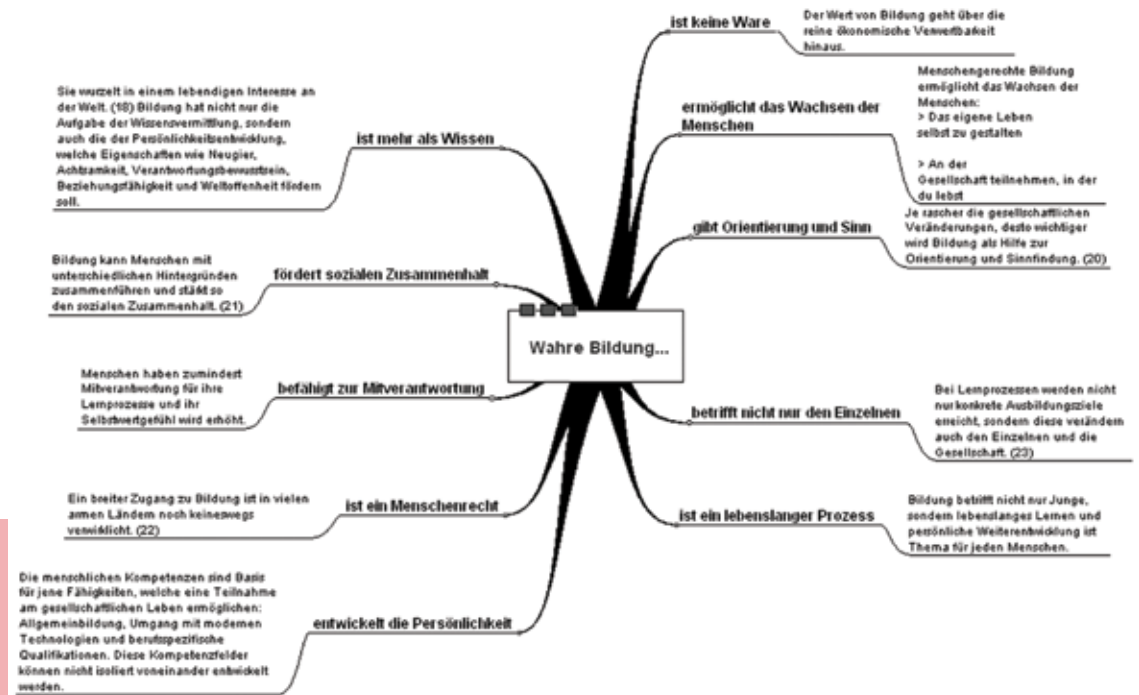 ist keine Ware
Der Wert von Bildung geht über die
reine ökonomische Verwertbarkeit
hinaus.
ermöglicht das Wachsen der
Menschen
Menschengerechte Bildung
ermöglicht das Wachsen der
Menschen:
> Das eigene Leben
selbst zu gestalten
> An der
Gesellschaft teilnehmen, in der
du lebst
gibt Orientierung und Sinn
Je rascher die gesellschaftlichen
Veränderungen, desto wichtiger
wird Bildung als Hilfe zur
Orientierung und Sinnfindung. (20)
Sie wurzelt in einem lebendigen Interesse an
der Welt. (18) Bildung hat nicht nur die
Aufgabe der Wissensvermittlung, sondern
auch die der Persönlichkeitsentwicklung,
welche Eigenschaften wie Neugier,
Achtsamkeit, Verantwortungsbewusstsein,
Beziehungsfähigkeit und Weltoffenheit fördern
soll.
ist mehr als Wissen
Bildung kann Menschen mit
unterschiedlichen Hintergründen
zusammenführen und stärkt so
den sozialen Zusammenhalt. (21)
fördert sozialen Zusammenhalt
Wahre Bildung...
Menschen haben zumindest
Mitverantwortung für ihre
Lernprozesse und ihr
Selbstwertgefühl wird erhöht.
befähigt zur Mitverantwortung
betrifft nicht nur den Einzelnen
Bei Lernprozessen werden nicht
nur konkrete Ausbildungsziele
erreicht, sondern diese verändern
auch den Einzelnen und die
Gesellschaft. (23)
Ein breiter Zugang zu Bildung ist in vielen
armen Ländern noch keineswegs
verwirklicht. (22)
ist ein Menschenrecht
ist ein lebenslanger Prozess
Bildung betrifft nicht nur Junge,
sondern lebenslanges Lernen und
persönliche Weiterentwicklung ist
Thema für jeden Menschen.
Die menschlichen Kompetenzen sind Basis
für jene Fähigkeiten, welche eine Teilnahme
am gesellschaftlichen Leben ermöglichen:
Allgemeinbildung, Umgang mit modernen
Technologien und berufsspezifische
Qualifikationen. Diese Kompetenzfelder
können nicht isoliert voneinander entwickelt
werden.
entwickelt die Persönlichkeit